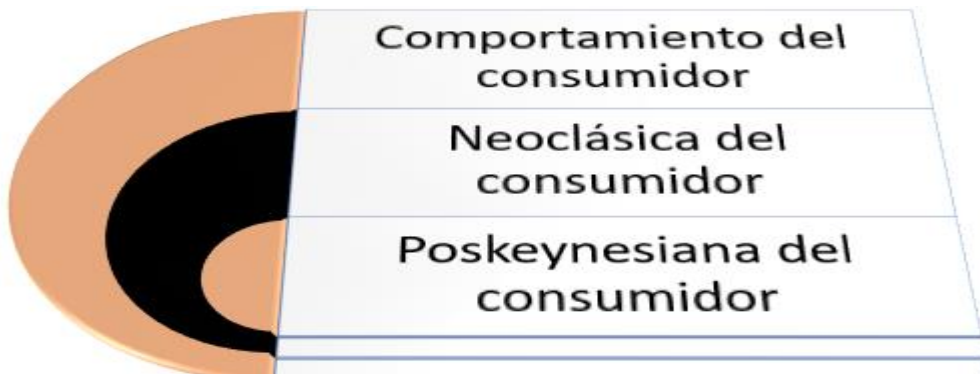 Comportamiento del
consumidor
Neoclásica del
consumidor
Poskeynesiana del
consumidor